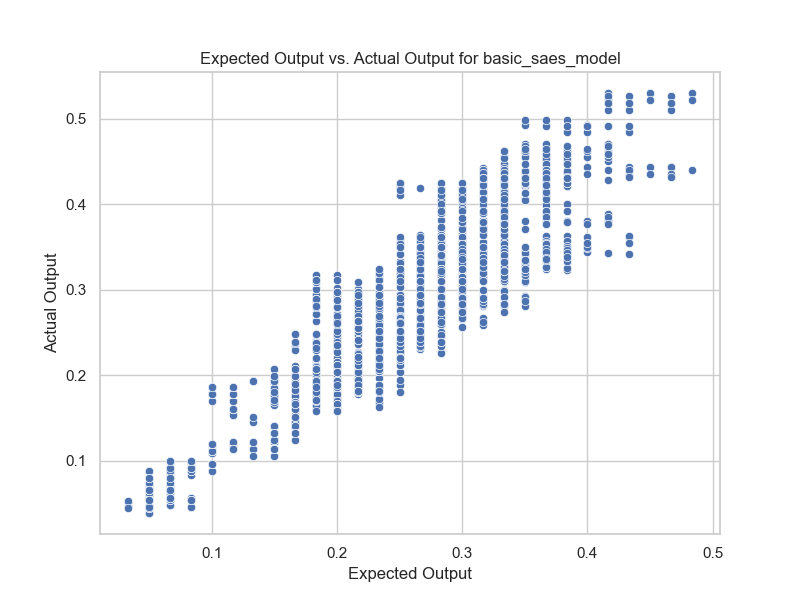 Expected Output vs. Actual Output for basic_saes_model
0.5
0.4
0.3
0.2
0.1
Actual Output
0.1 0.2 0.3 0.4 0.5
Expected Output